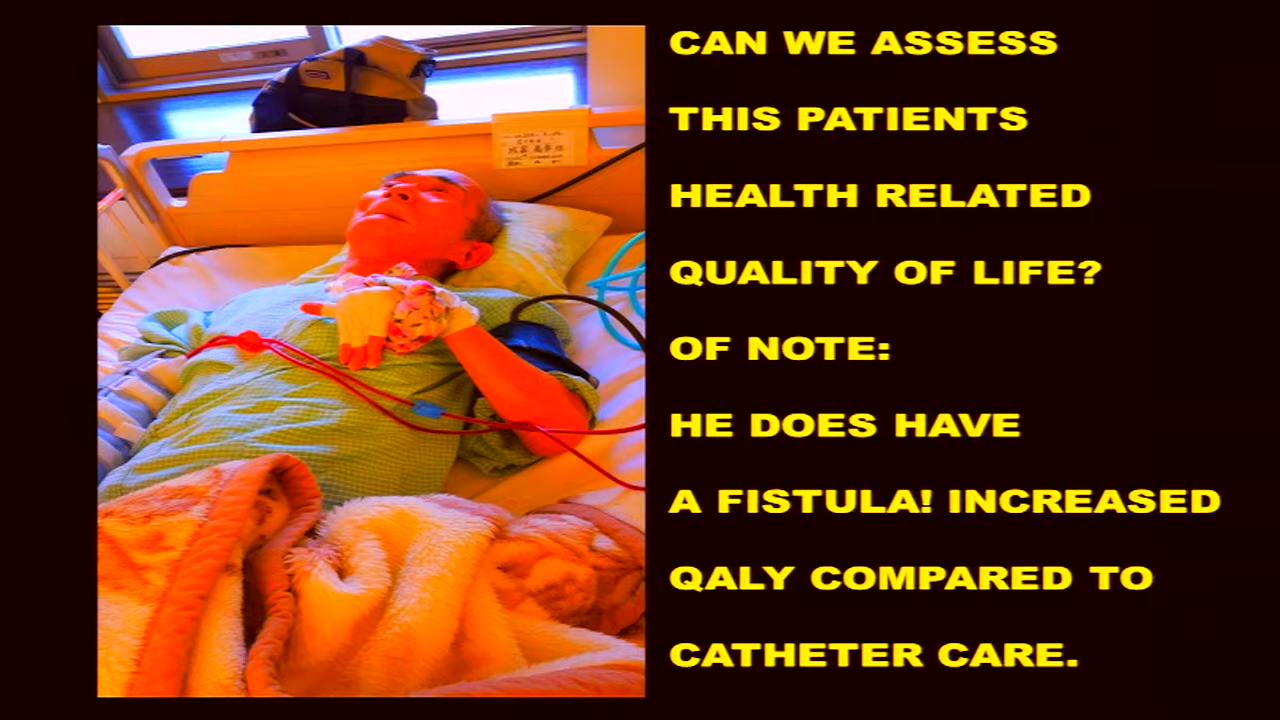 CAN WE ASSESS
THIS PATIENTS
HEALTH RELATED
QUALITY OF LIFE?
OF NOTE:
HE DOES HAVE
A FISTULA! INCREASED
QALY COMPARED TO
CATHETER CARE.